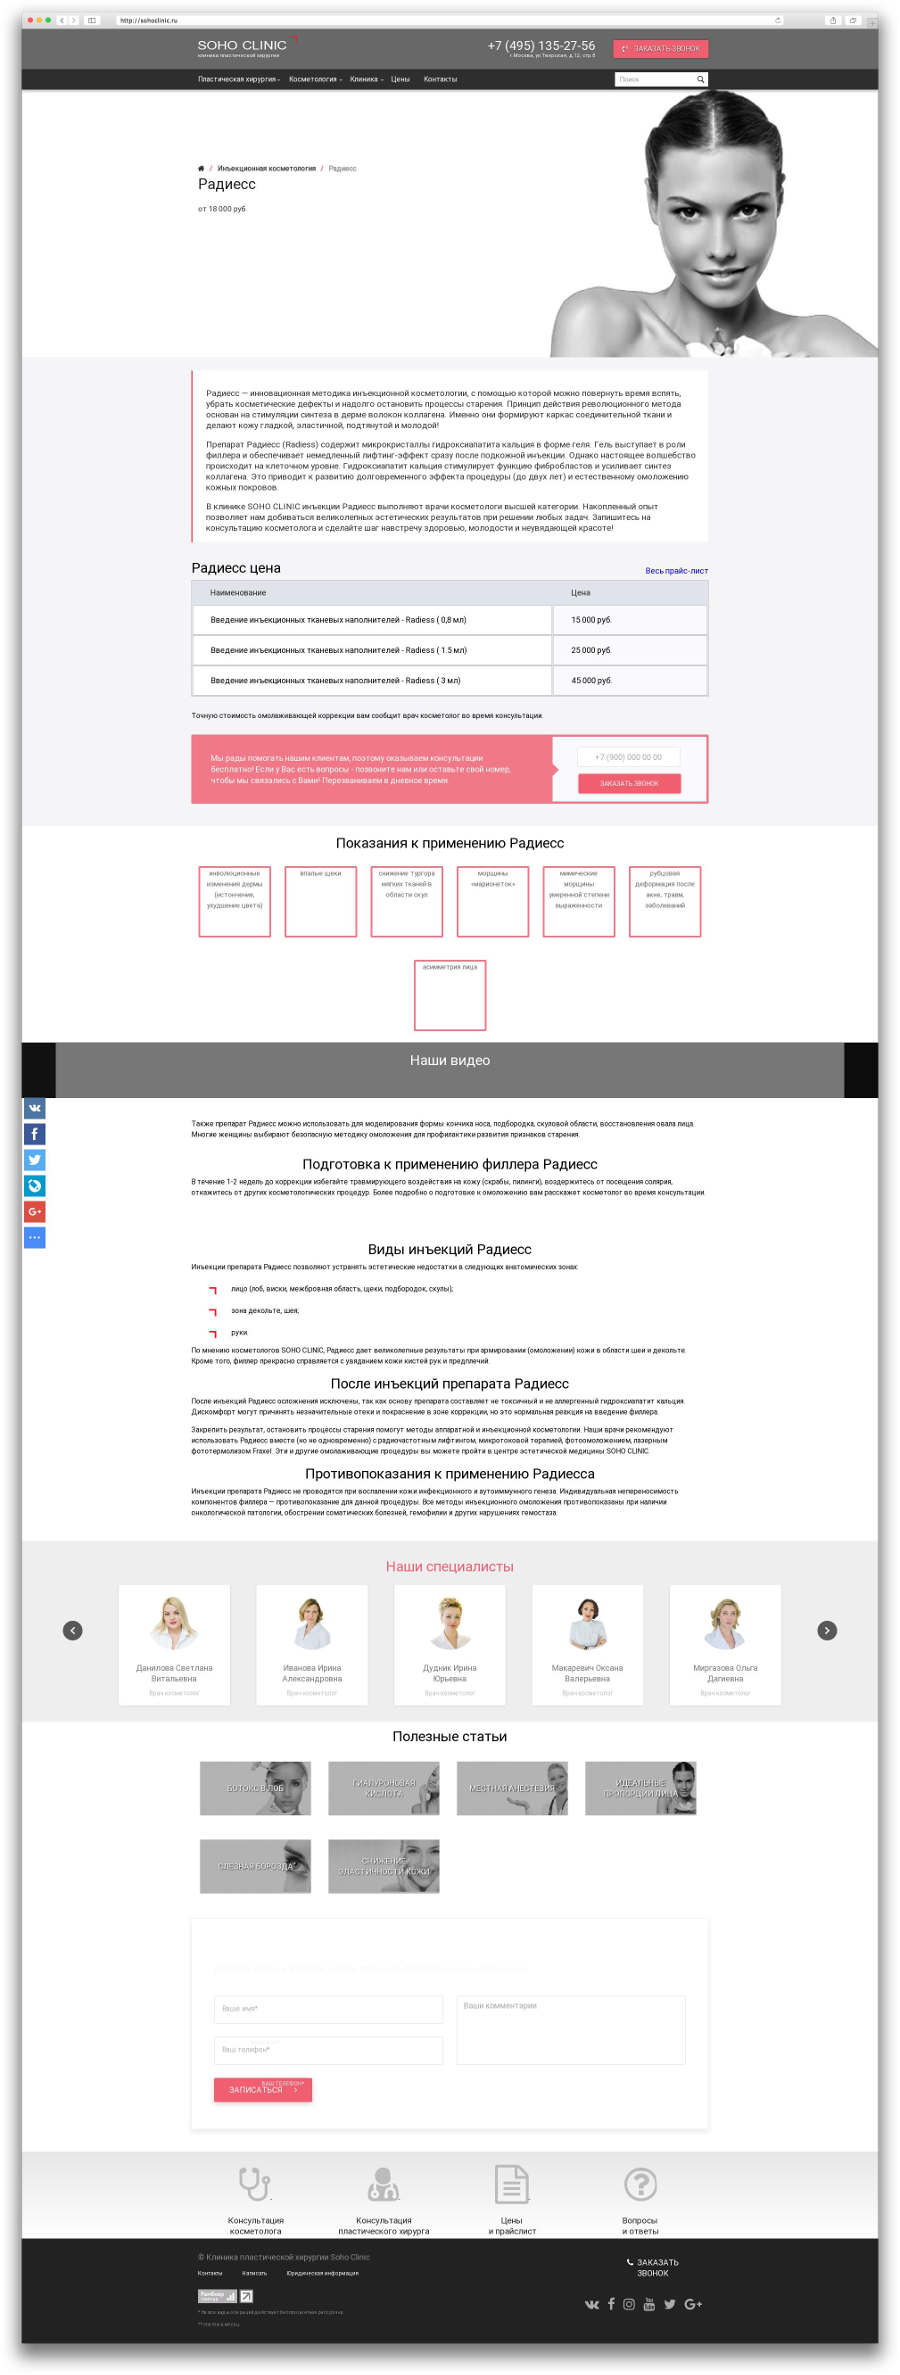 http://sohoclinic.ru
SOHO CLINIC
клиника пластической хирургии
+7 (495) 135-27-56
г. Москва, ул. Тверская, д. 12, стр. 8
ЗАКАЗАТЬ ЗВОНОК
Пластическая хирургия
Косметология
Клиника
Цены
Контакты
Поиск
/ Инъекционная косметология / Радиесс
Радиесс
от 18 000 руб
Радиесс — инновационная методика инъекционной косметологии, с помощью которой можно повернуть время вспять,
убрать косметические дефекты и надолго остановить процессы старения. Принцип действия революционного метода
основан на стимуляции синтеза в дерме волокон коллагена. Именно они формируют каркас соединительной ткани и
делают кожу гладкой, эластичной, подтянутой и молодой!
Препарат Радиесс (Radiess) содержит микрокристаллы гидроксиапатита кальция в форме геля. Гель выступает в роли
филлера и обеспечивает немедленный лифтинг-эффект сразу после подкожной инъекции. Однако настоящее волшебство
происходит на клеточном уровне. Гидроксиапатит кальция стимулирует функцию фибробластов и усиливает синтез
коллагена. Это приводит к развитию долговременного эффекта процедуры (до двух лет) и естественному омоложению
кожных покровов.
В клинике SOHO CLINIC инъекции Радиесс выполняют врачи косметологи высшей категории. Накопленный опыт
позволяет нам добиваться великолепных эстетических результатов при решении любых задач. Запишитесь на
консультацию косметолога и сделайте шаг навстречу здоровью, молодости и неувядающей красоте!
Радиесс цена
Весь прайс-лист
Наименование
Цена
Введение инъекционных тканевых наполнителей - Radiess ( 0,8 мл)
15 000 руб.
Введение инъекционных тканевых наполнителей - Radiess ( 1.5 мл)
25 000 руб.
Введение инъекционных тканевых наполнителей - Radiess ( 3 мл)
45 000 руб.
Точную стоимость омолаживающей коррекции вам сообщит врач косметолог во время консультации.
Мы рады помогать нашим клиентам, поэтому оказываем консультации
бесплатно! Если у Вас есть вопросы - позвоните нам или оставьте свой номер,
чтобы мы связались с Вами! Перезваниваем в дневное время.
+7 (900) 000 00 00
ЗАКАЗАТЬ ЗВОНОК
Показания к применению Радиесс
инволюционные
изменения дермы
(истончение,
ухудшение цвета)
впалые щеки
снижение тургора
мягких тканей в
области скул
морщины
«марионеток»
мимические
морщины
умеренной степени
выраженности
рубцовая
деформация после
акне, травм,
заболеваний
асимметрия лица
Наши видео
Также препарат Радиесс можно использовать для моделирования формы кончика носа, подбородка, скуловой области, восстановления овала лица.
Многие женщины выбирают безопасную методику омоложения для профилактики развития признаков старения.
Подготовка к применению филлера Радиесс
В течение 1-2 недель до коррекции избегайте травмирующего воздействия на кожу (скрабы, пилинги), воздержитесь от посещения солярия,
откажитесь от других косметологических процедур. Более подробно о подготовке к омоложению вам расскажет косметолог во время консультации.
Виды инъекций Радиесс
Инъекции препарата Радиесс позволяют устранять эстетические недостатки в следующих анатомических зонах:
лицо (лоб, виски, межбровная область, щеки, подбородок, скулы);
зона декольте, шея;
руки.
По мнению косметологов SOHO CLINIC, Радиесс дает великолепные результаты при армировании (омоложении) кожи в области шеи и декольте.
Кроме того, филлер прекрасно справляется с увяданием кожи кистей рук и предплечий.
После инъекций препарата Радиесс
После инъекций Радиесс осложнения исключены, так как основу препарата составляет не токсичный и не аллергенный гидроксиапатит кальция.
Дискомфорт могут причинять незначительные отеки и покраснение в зоне коррекции, но это нормальная реакция на введение филлера.
Закрепить результат, остановить процессы старения помогут методы аппаратной и инъекционной косметологии. Наши врачи рекомендуют
использовать Радиесс вместе (но не одновременно) с радиочастотным лифтингом, микротоковой терапией, фотоомоложением, лазерным
фототермолизом Fraxel. Эти и другие омолаживающие процедуры вы можете пройти в центре эстетической медицины SOHO CLINIC.
Противопоказания к применению Радиесса
Инъекции препарата Радиесс не проводятся при воспалении кожи инфекционного и аутоиммунного генеза. Индивидуальная непереносимость
компонентов филлера — противопоказание для данной процедуры. Все методы инъекционного омоложения противопоказаны при наличии
онкологической патологии, обострении соматических болезней, гемофилии и других нарушениях гемостаза.
Наши специалисты
Данилова Светлана
Витальевна
Врач косметолог
Иванова Ирина
Александровна
Врач косметолог
Дудник Ирина
Юрьевна
Врач косметолог
Макаревич Оксана
Валерьевна
Врач косметолог
Миргазова Ольга
Дагиевна
Врач косметолог
Полезные статьи
БОТОКС В ЛОБ
ГИАЛУРОНОВАЯ
КИСЛОТА
МЕСТНАЯ АНЕСТЕЗИЯ
ИДЕАЛЬНЫЕ
ПРОПОРЦИИ ЛИЦА
СЛЕЗНАЯ БОРОЗДА
СНИЖЕНИЕ
ЭЛАСТИЧНОСТИ КОЖИ
Ваше имя*
Ваш телефон*
Ваши комментарии
ВАШ ТЕЛЕФОН*
ЗАПИСАТЬСЯ
Консультация
косметолога
Консультация
пластического хирурга
Цены
и прайслист
Вопросы
и ответы
© Клиника пластической хирургии Soho Clinic
Контакты
Написать
Юридическая информация
ЗАКАЗАТЬ
ЗВОНОК